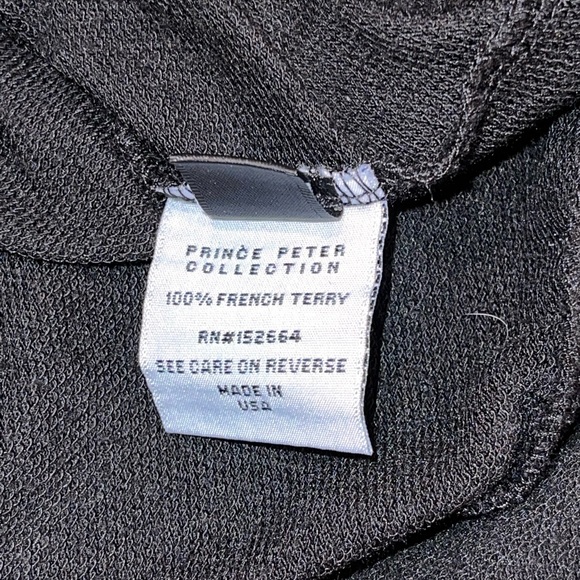 PRINCE PETER
COLLECTION
100% FRENCH TERRY
RN#152664
SEE CARE ON REVERSE
MADE IN
USA